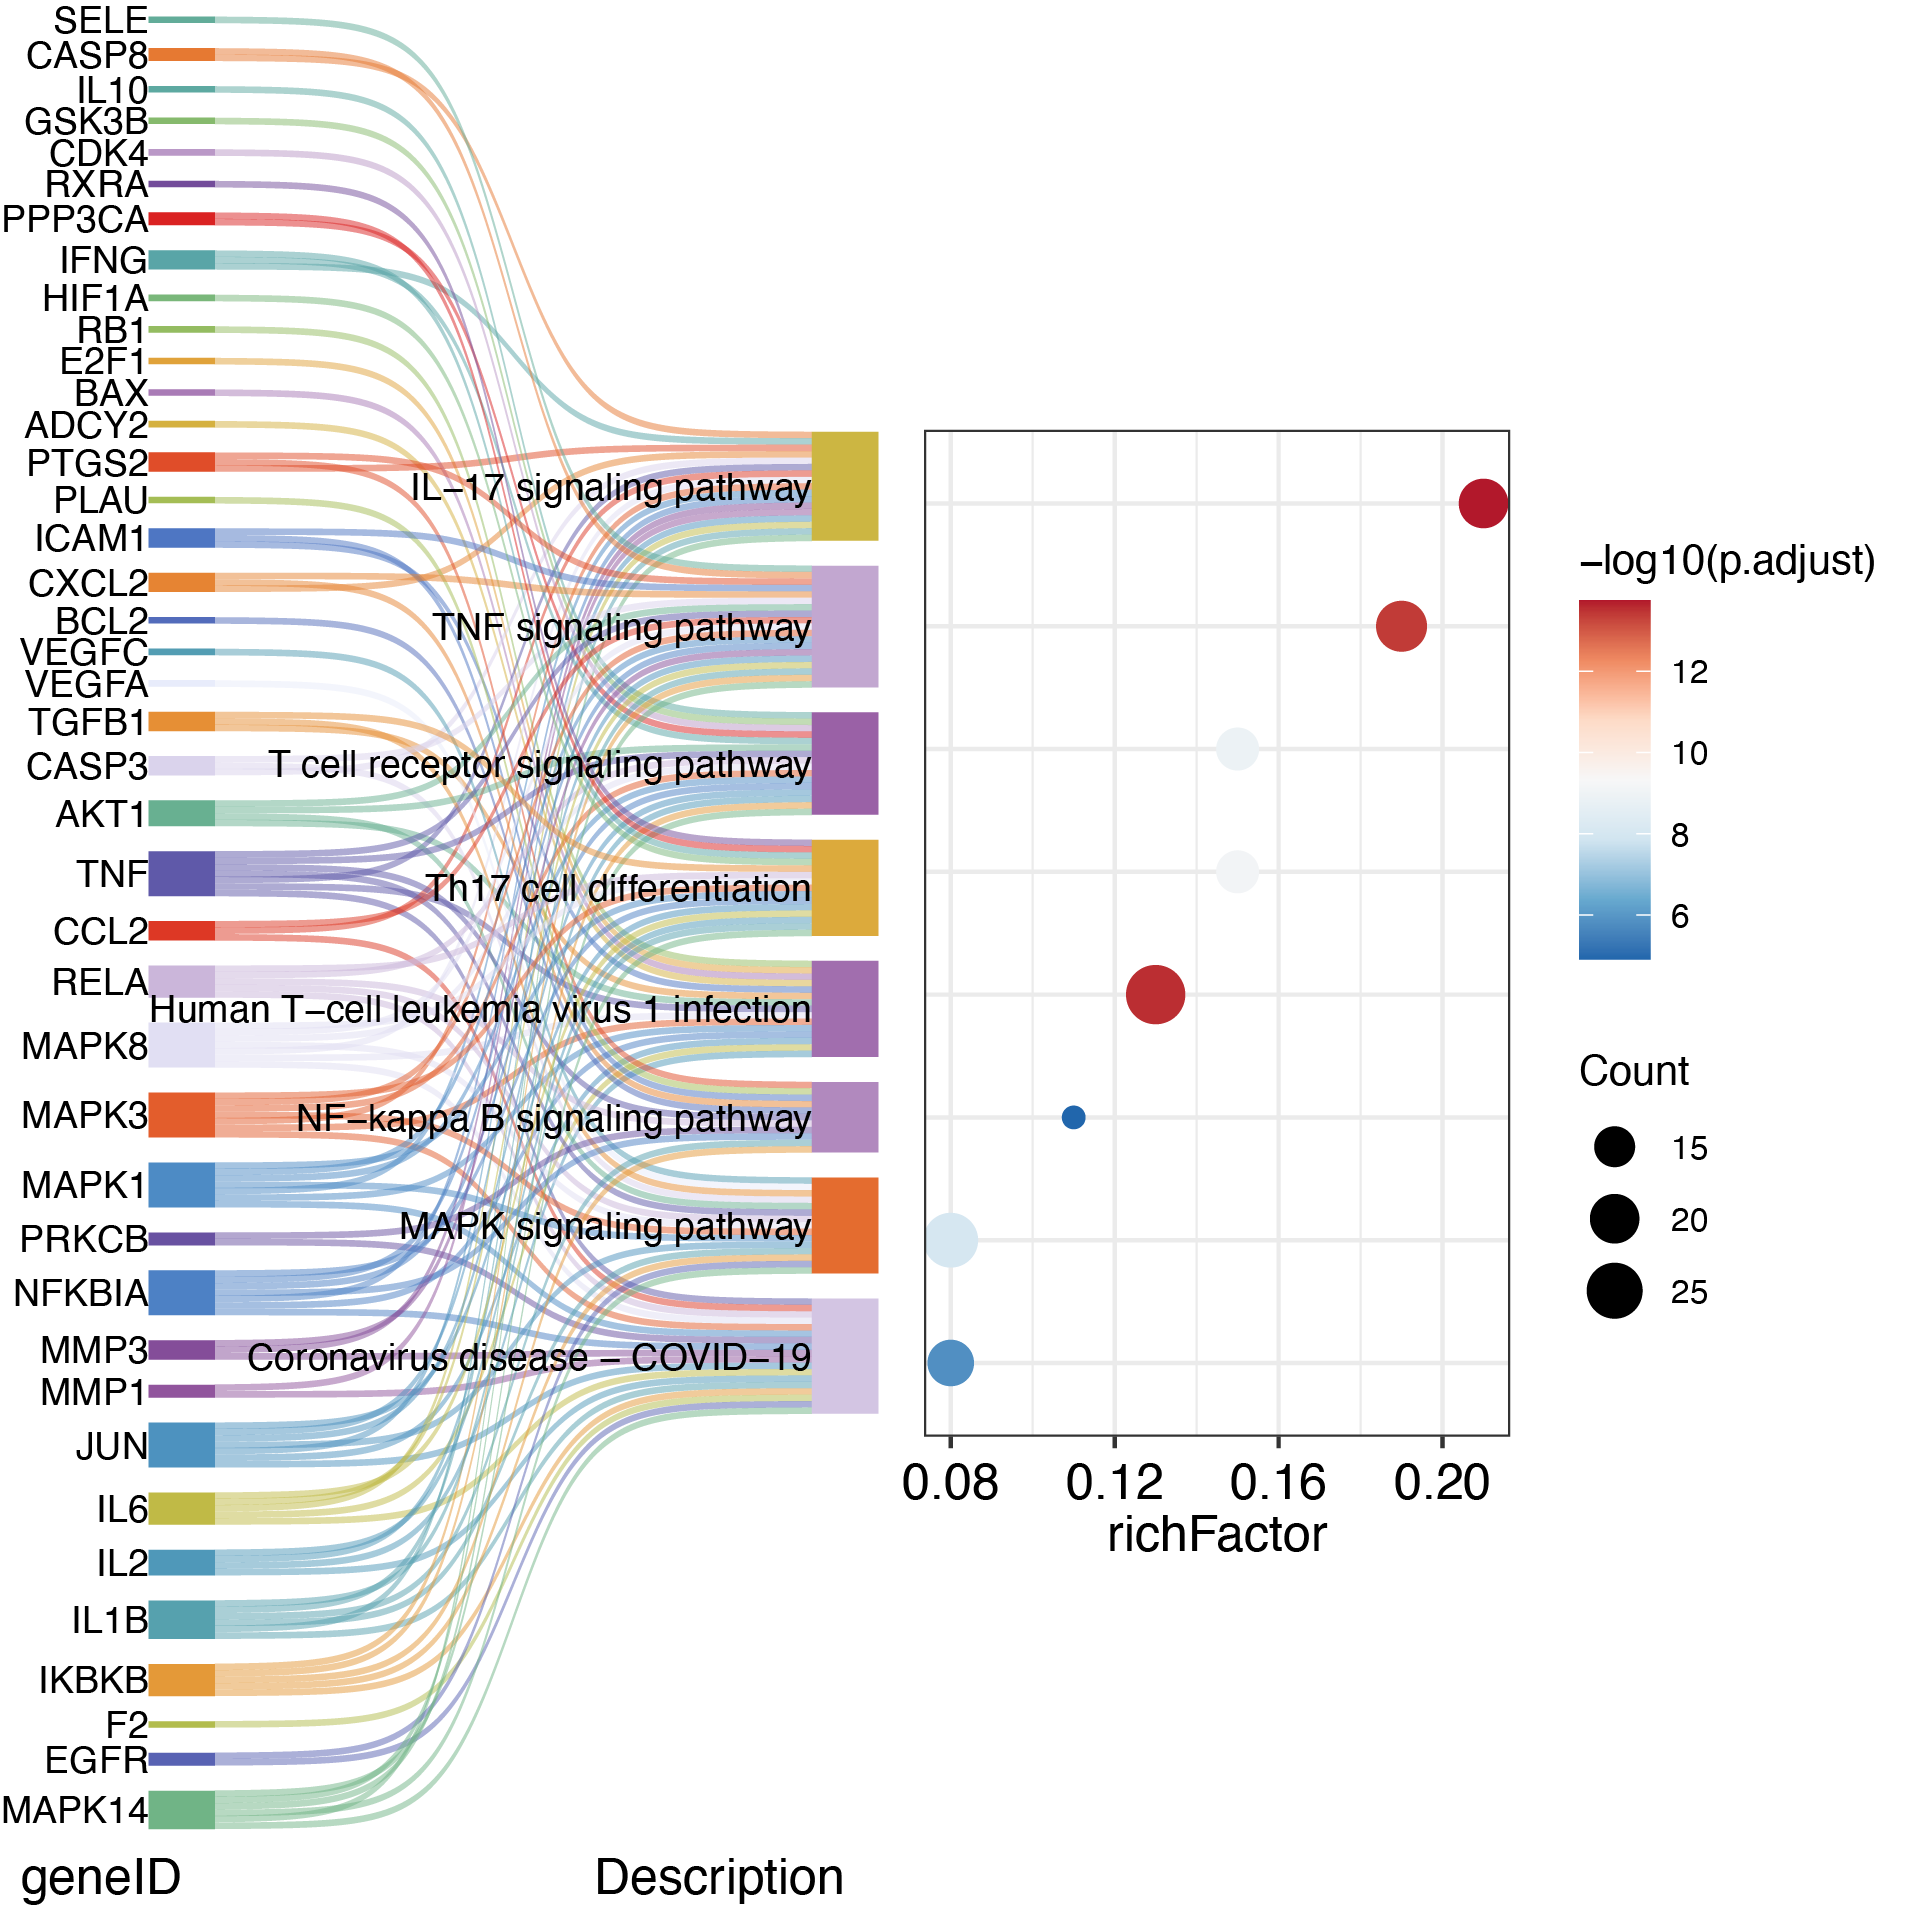 SELE
CASP8
IL10
GSK3B
CDK4
RXRA
PPP3CA
IFNG
HIF1A
RB1
E2F1
BAX
ADCY2
PTGS2
PLAU
ICAM1
CXCL2
BCL2
VEGFC
VEGFA
TGFB1
CASP3
AKT1
TNF
CCL2
RELA
MAPK8
MAPK3
MAPK1
PRKCB
NFKBIA
MMP3
MMP1
JUN
IL6
IL2
IL1B
IKBKB
F2
EGFR
MAPK14
geneID
IL−17 signaling pathway
TNF signaling pathway
T cell receptor signaling pathway
Th17 cell differentiation
Human T−cell leukemia virus 1 infection
NF−kappa B signaling pathway
MAPK signaling pathway
Coronavirus disease − COVID−19
Description
0.08 0.12 0.16 0.20
richFactor
−log10(p.adjust)
12
10
8
6
Count
15
20
25